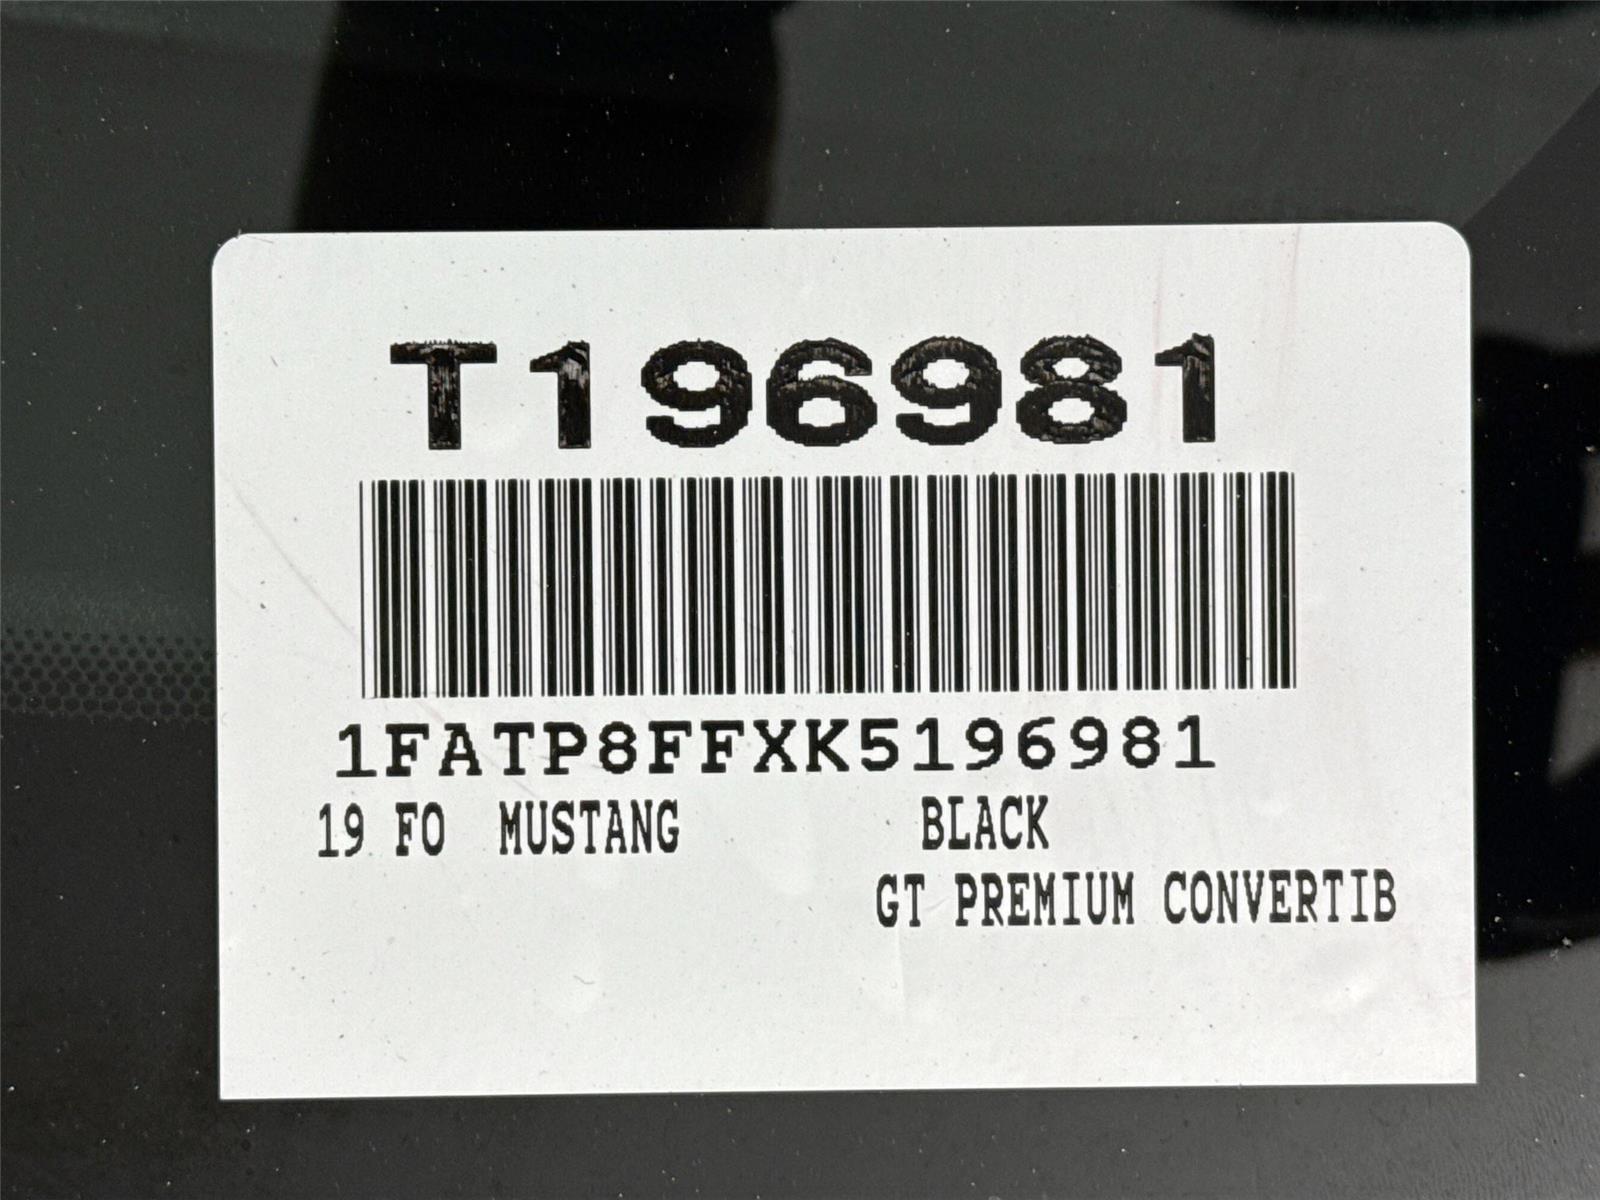 T196981
1FATP8FFXK5196981
19 FO MUSTANG BLACK
GT PREMIUM CONVERTIB